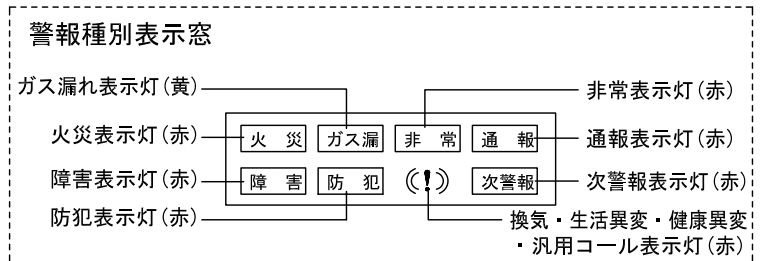 警報種別表示窓
ガス漏れ表示灯(黄)
非常表示灯(赤)
火災表示灯(赤)
火 災
ガス漏
非 常
通 報
通報表示灯(赤)
障害表示灯(赤)
障 害
防 犯
((!))
次警報
次警報表示灯(赤)
防犯表示灯(赤)
換気・生活異変・健康異変
・汎用コール表示灯(赤)